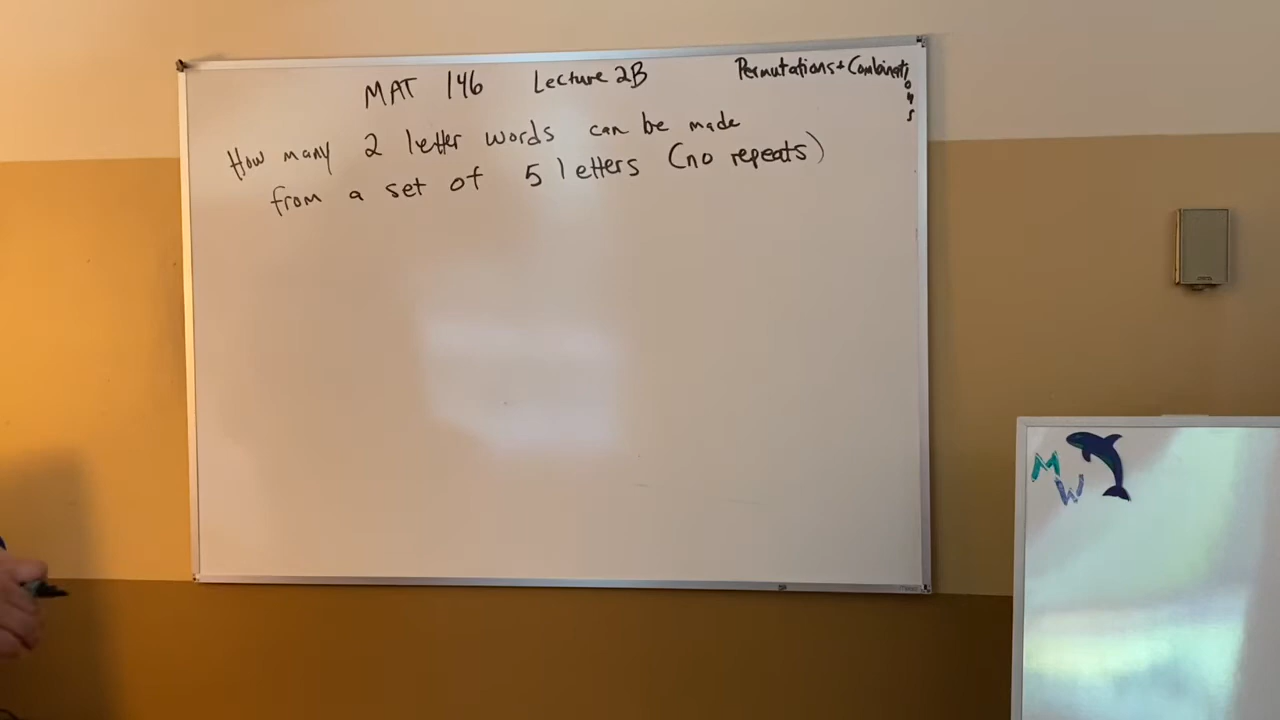 MAT 146 Lecture 2B Permutations + Combinations
How many 2 letter words can be made
from a set of 5 letters (no repeats)
MW